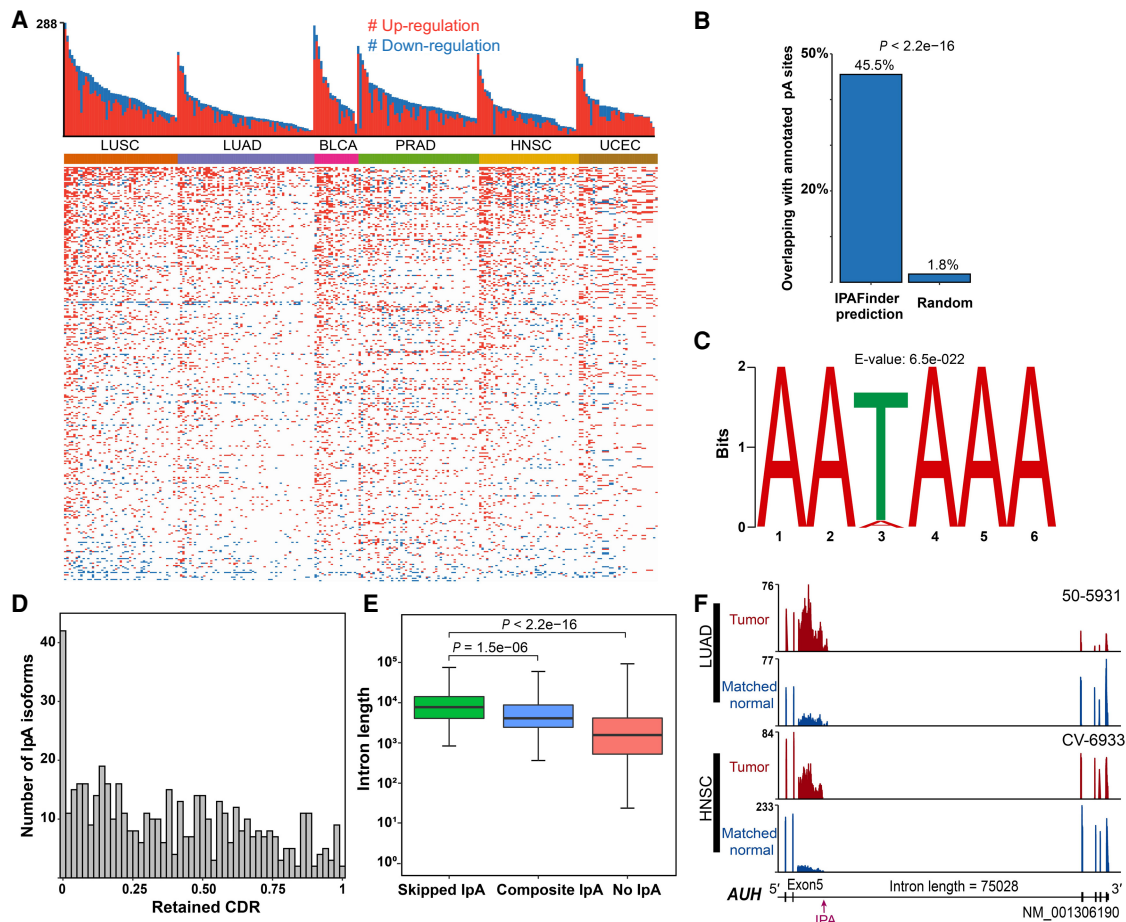 A
288
# Up-regulation
# Down-regulation
LUSC LUAD BLCA PRAD HNSC UCEC
B
P < 2.2e−16
50%
45.5%
20%
1.8%
Overlapping with annotated pA sites
IPAFinder
prediction
Random
C
E-value: 6.5e-022
2
1
0
Bits
AATAAA
1 2 3 4 5 6
D
40
30
20
10
Number of IpA isoforms
0 0.25 0.50 0.75 1
Retained CDR
E
P < 2.2e−16
P = 1.5e−06
10⁵
10⁴
10³
10²
10¹
10⁰
Intron length
Skipped IpA Composite IpA No IpA
F
LUAD
76
50-5931
Tumor
77
Matched
normal
HNSC
84
CV-6933
Tumor
233
Matched
normal
AUH 5′ Exon5 Intron length = 75028 3′
IPA
NM_001306190